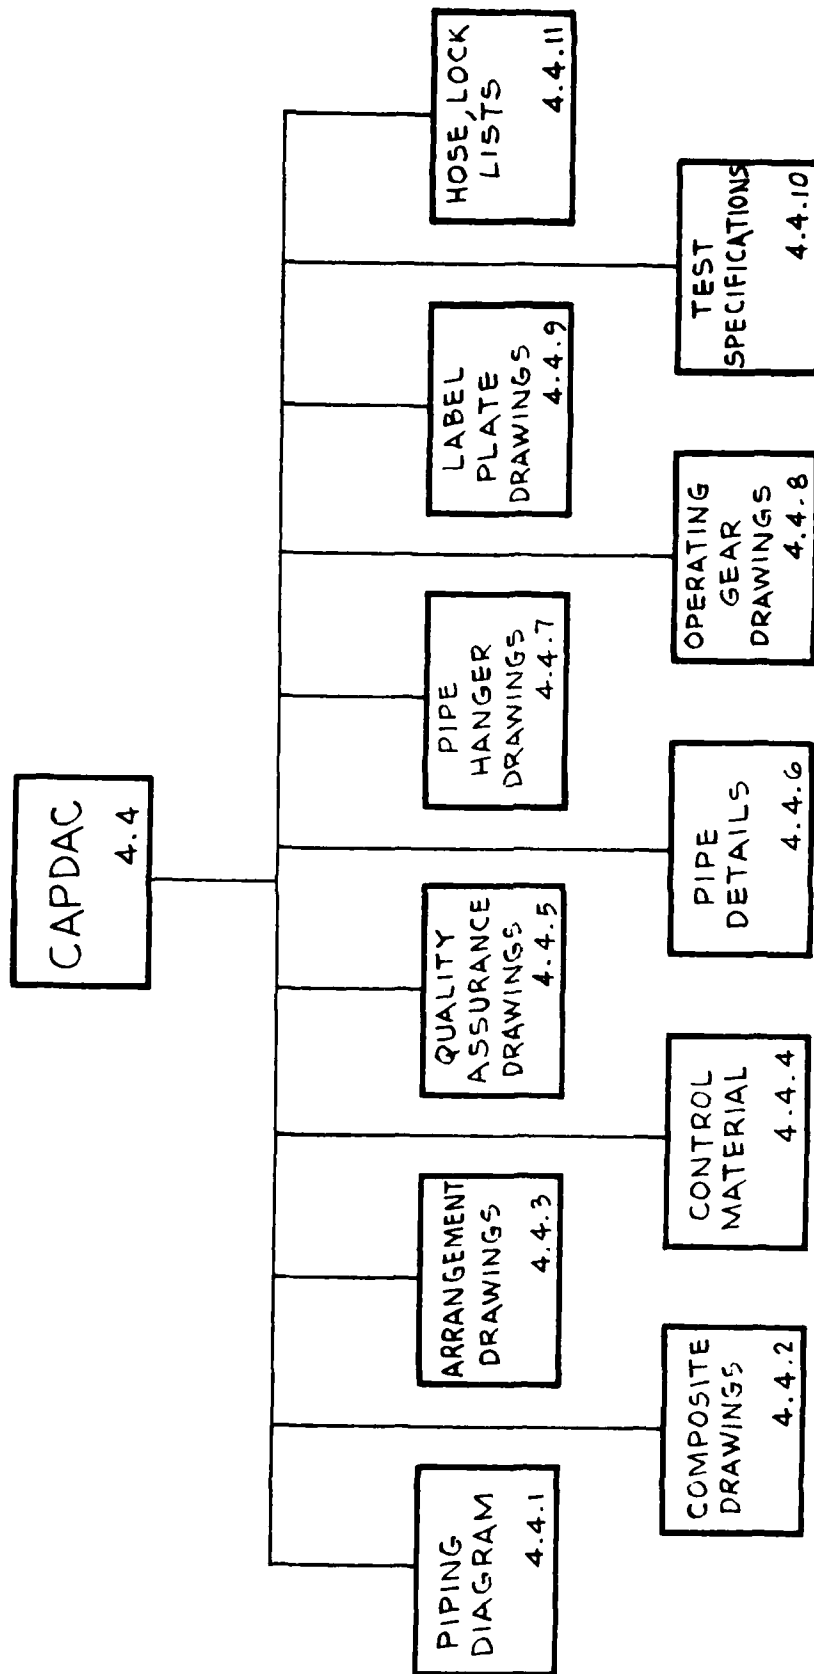 CAPDAC
4.4
PIPING
DIAGRAM
4.4.1
COMPOSITE
DRAWINGS
4.4.2
ARRANGEMENT
DRAWINGS
4.4.3
CONTROL
MATERIAL
4.4.4
QUALITY
ASSURANCE
DRAWINGS
4.4.5
PIPE
DETAILS
4.4.6
PIPE
HANGER
DRAWINGS
4.4.7
OPERATING
GEAR
DRAWINGS
4.4.8
LABEL
PLATE
DRAWINGS
4.4.9
TEST
SPECIFICATIONS
4.4.10
HOSE, LOCK
LISTS
4.4.11